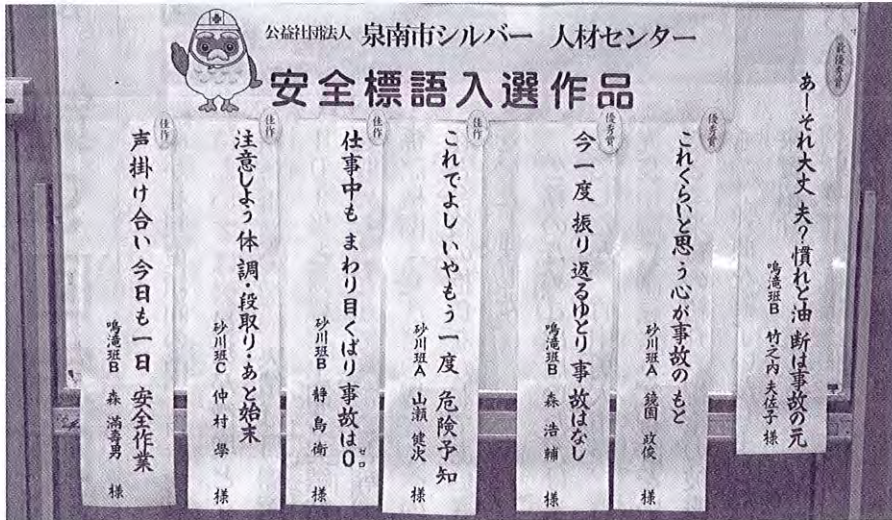 公益社団法人 泉南市シルバー 人材センター
安全標語入選作品
最優秀賞
あーそれ大丈夫?慣れと油断は事故の元
鳴滝班B 竹之内 夫佐子 様
優秀賞
これくらいと思う心が事故のもと
砂川班A 鏡園 政俊 様
優秀賞
今一度 振り返るゆとり 事故はなし
鳴滝班B 森 浩輔 様
佳作
これでよし いやもう一度 危険予知
砂川班A 山瀬 健次 様
佳作
仕事中も まわり目くばり 事故は0
ゼロ
砂川班B 静 島衛 様
佳作
注意しよう 体調・段取り・あと始末
砂川班C 仲村 學 様
佳作
声掛け合い 今日も一日 安全作業
鳴滝班B 森 滿壽男 様